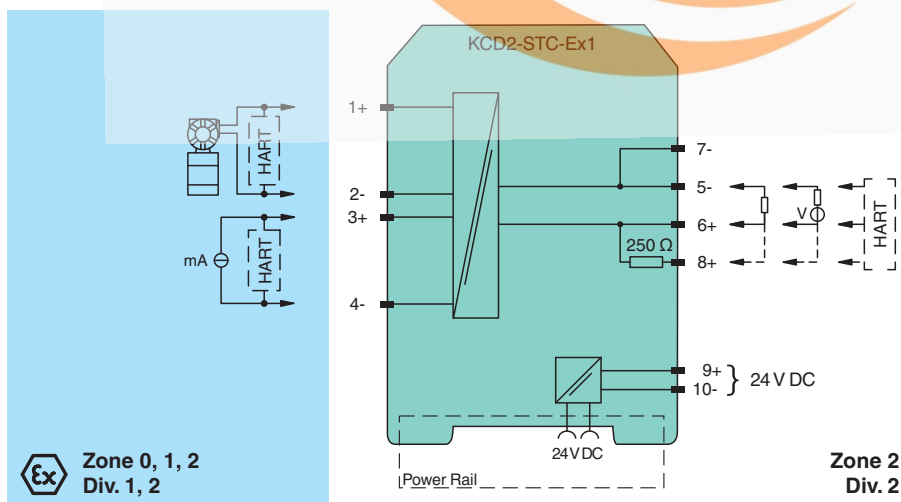 KCD2-STC-Ex1
1+
HART
2-
3+
HART
mA
4-
7-
5-
6+
250 Ω
8+
V
HART
9+
10-
24 V DC
24V DC
Power Rail
Ex
Zone 0, 1, 2
Div. 1, 2
Zone 2
Div. 2